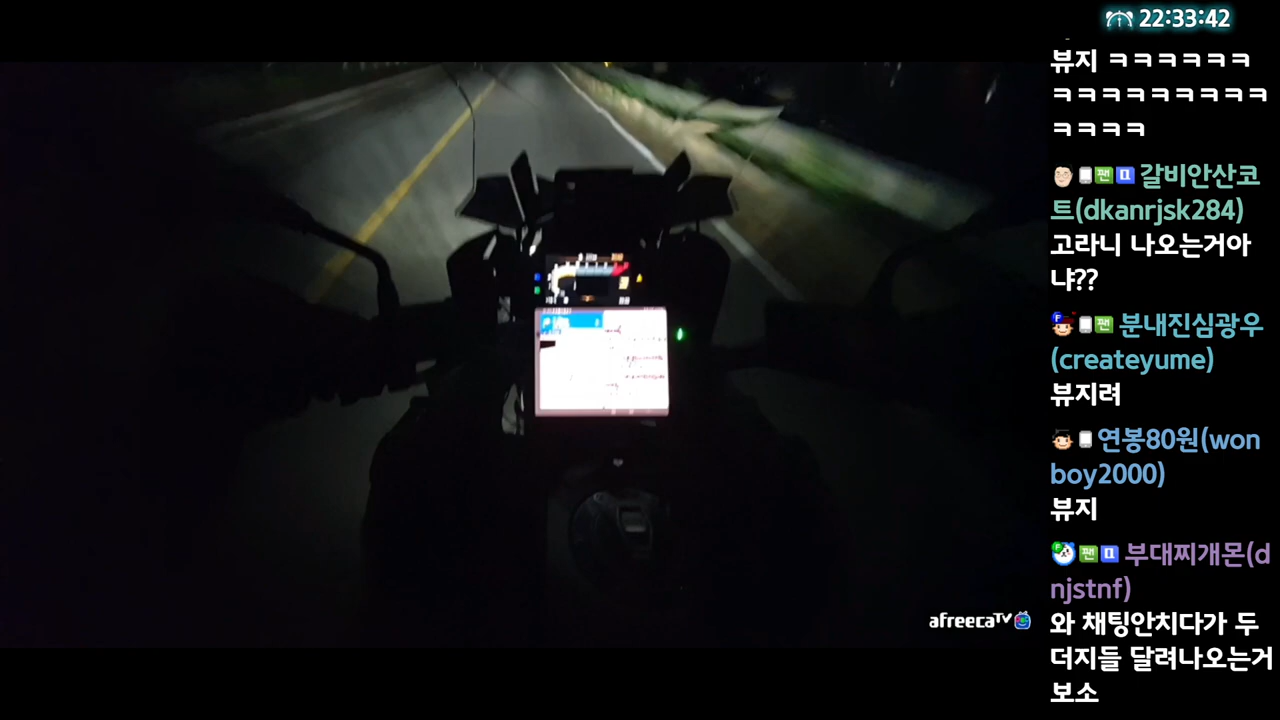 22:33:42
뷰지 ㅋㅋㅋㅋㅋㅋ
ㅋㅋㅋㅋㅋㅋㅋㅋㅋ
ㅋㅋㅋㅋ
갈비안산코
트(dkanrjsk284)
고라니 나오는거아
냐??
분내진심광우
(createyume)
뷰지려
연봉80원(won
boy2000)
뷰지
부대찌개몬(d
njstnf)
와 채팅안치다가 두
더지들 달려나오는거
보소
afreecaTV